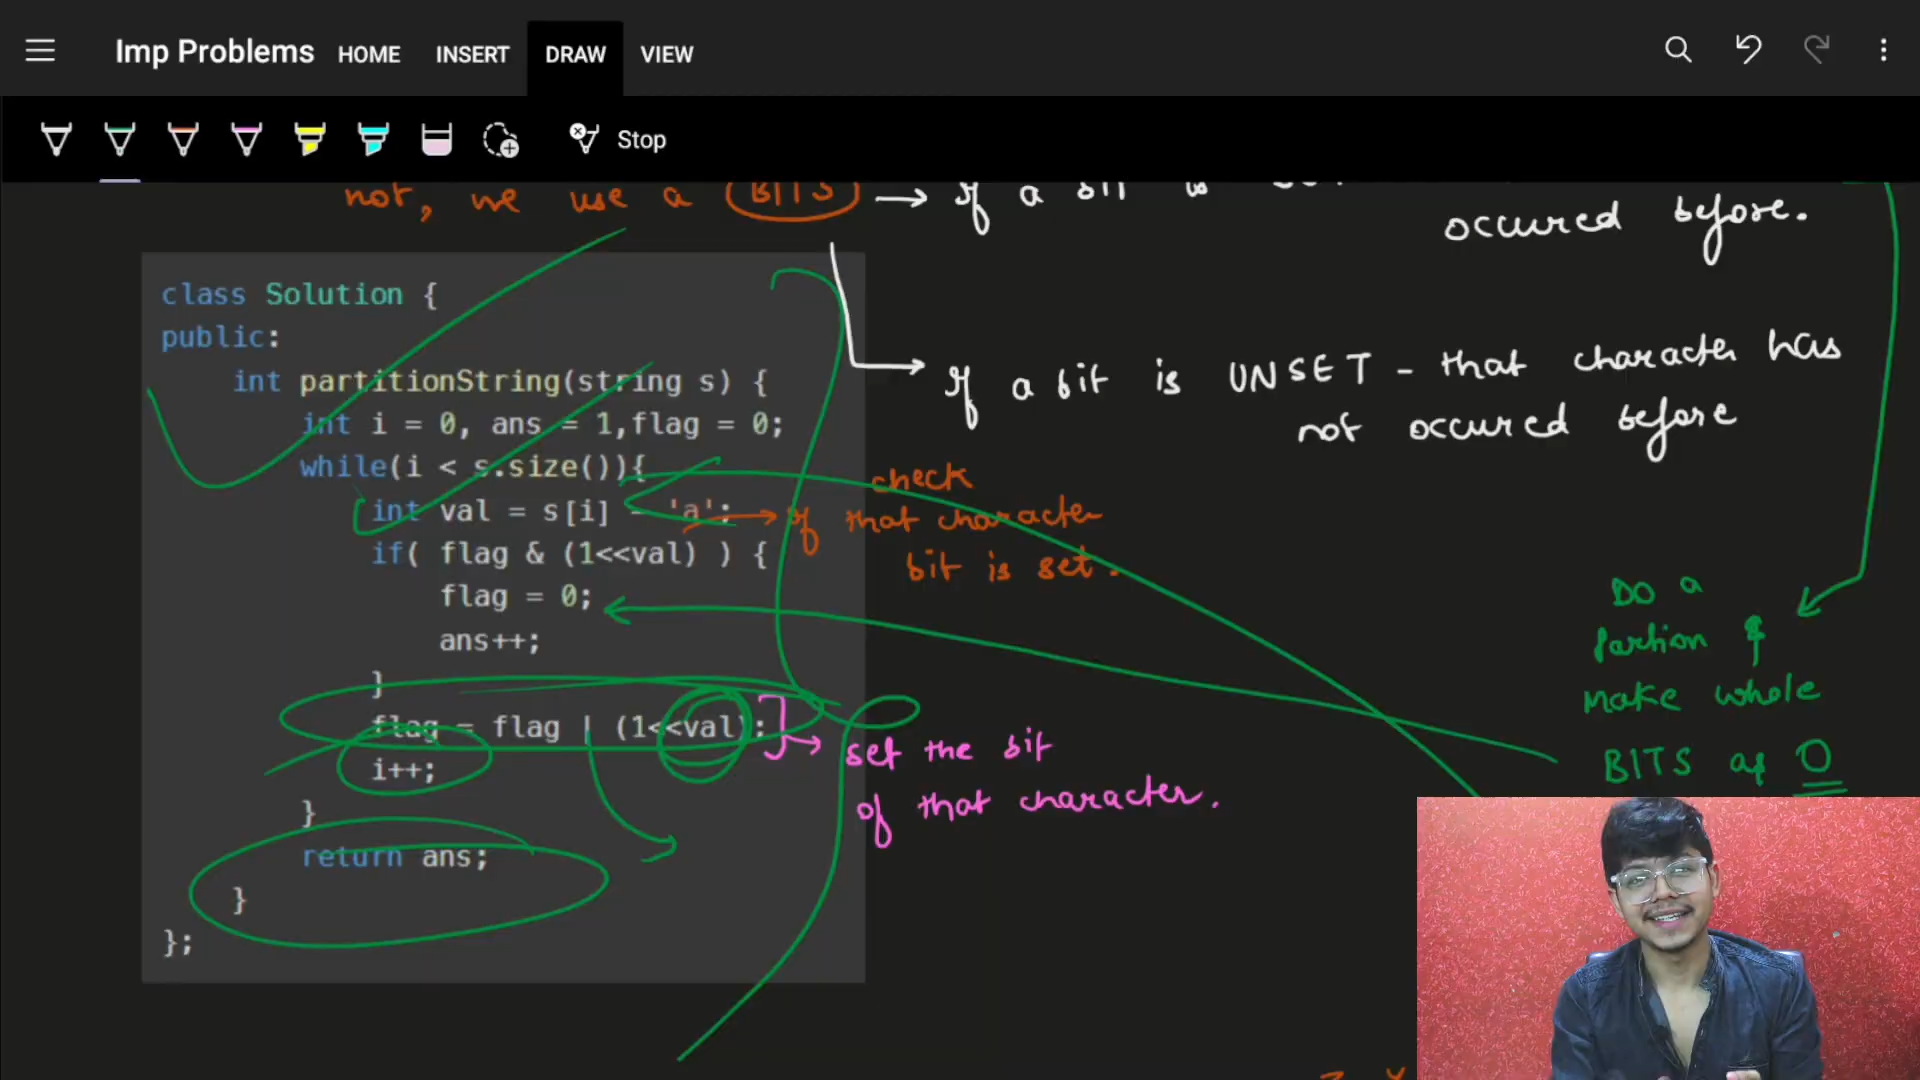 Imp Problems HOME INSERT DRAW VIEW
Stop
not, we use a BITS → If a bit is
occured before.
class Solution {
public:
int partitionString(string s) {
int i = 0, ans = 1,flag = 0;
while(i < s.size()){
int val = s[i] - 'a';
if( flag & (1<<val) ) {
flag = 0;
ans++;
}
flag = flag | (1<<val);
i++;
}
return ans;
}
};
If a bit is UNSET - that character has
not occured before
check
If that character
bit is set.
set the bit
of that character.
DO a
Partion &
make whole
BITS as 0